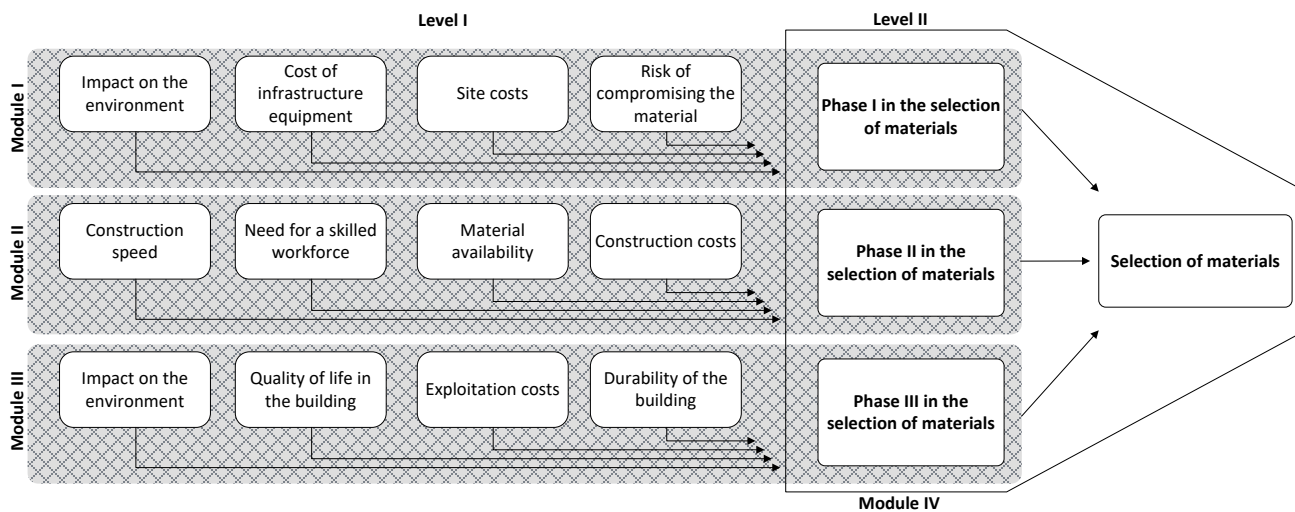 Level I
Level II
Module I
Impact on the
environment
Cost of
infrastructure
equipment
Site costs
Risk of
compromising the
material
Phase I in the selection
of materials
Module II
Construction
speed
Need for a skilled
workforce
Material
availability
Construction costs
Phase II in the
selection of materials
Selection of materials
Module III
Impact on the
environment
Quality of life in
the building
Exploitation costs
Durability of the
building
Phase III in the
selection of materials
Module IV